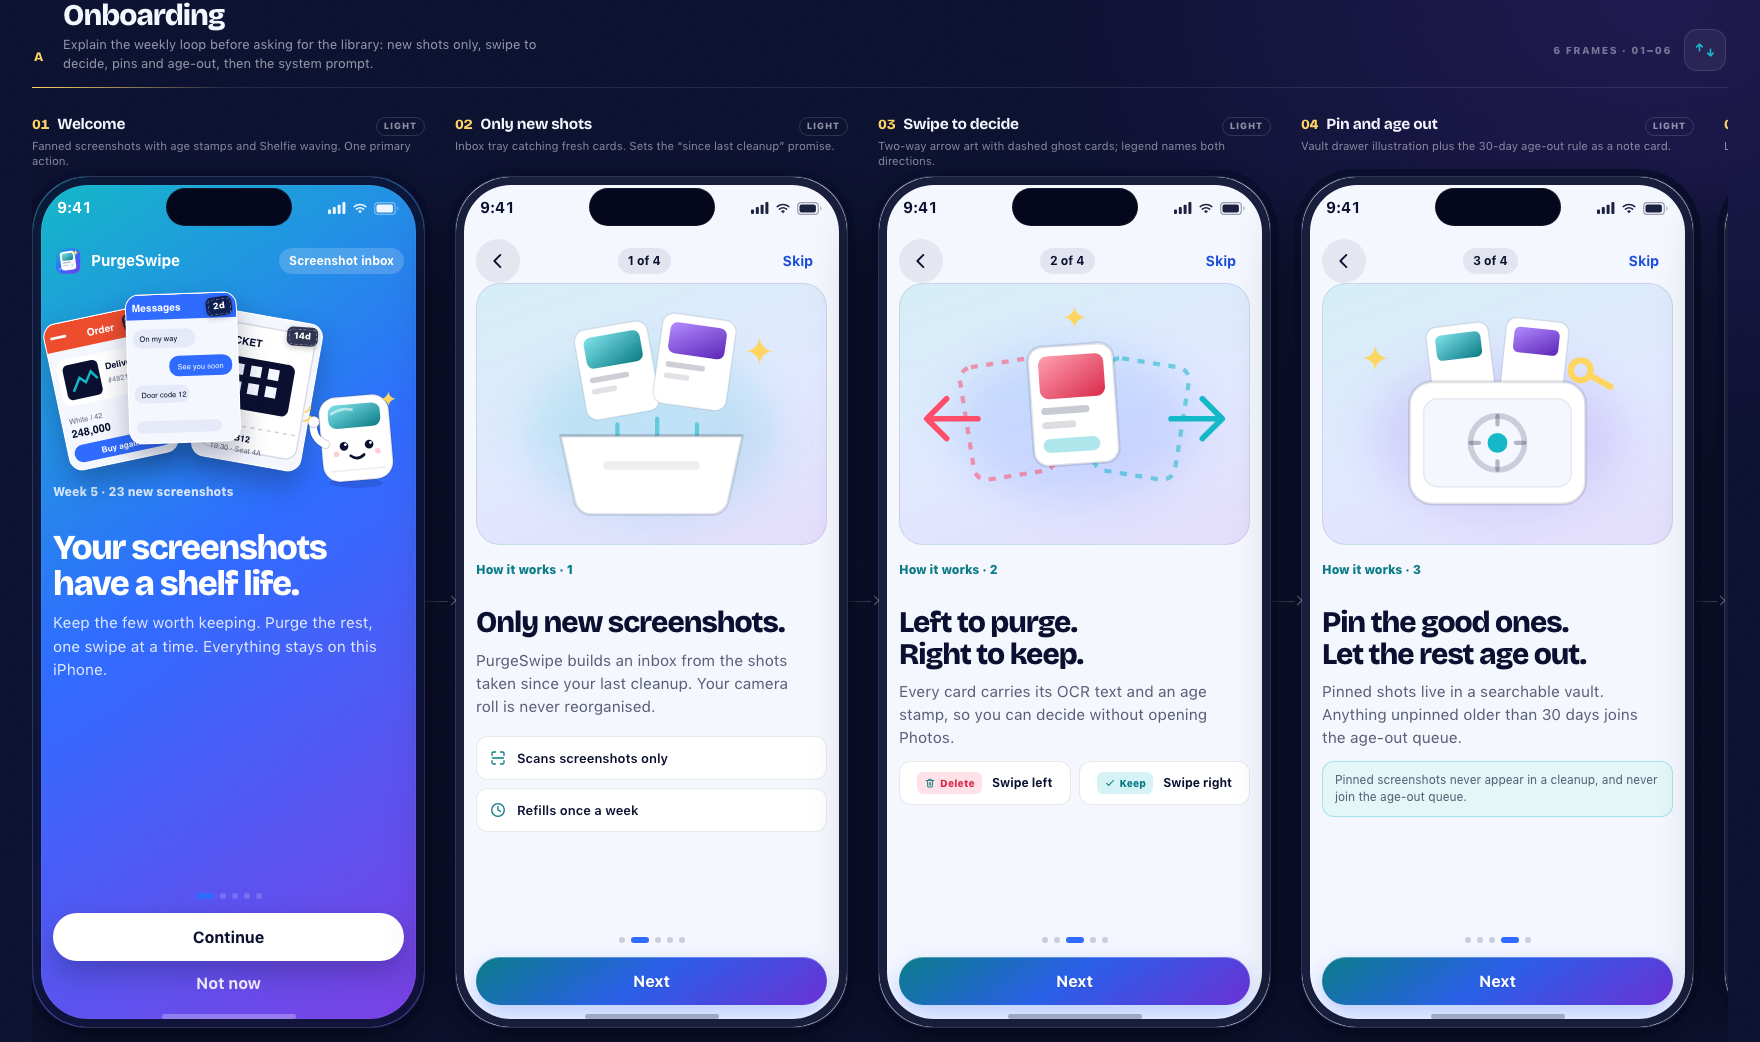 Onboarding
A
Explain the weekly loop before asking for the library: new shots only, swipe to
decide, pins and age-out, then the system prompt.
6 FRAMES · 01–06
01 Welcome
LIGHT
Fanned screenshots with age stamps and Shelfie waving. One primary
action.
9:41
PurgeSwipe
Screenshot inbox
Order
Messages
2d
14d
CKET
On my way
See you soon
Door code 12
#4821
White / 42
248,000
Buy again
312
19:30 · Seat 4A
Week 5 · 23 new screenshots
Your screenshots
have a shelf life.
Keep the few worth keeping. Purge the rest,
one swipe at a time. Everything stays on this
iPhone.
Continue
Not now
02 Only new shots
LIGHT
Inbox tray catching fresh cards. Sets the “since last cleanup” promise.
9:41
1 of 4
Skip
How it works · 1
Only new screenshots.
PurgeSwipe builds an inbox from the shots
taken since your last cleanup. Your camera
roll is never reorganised.
Scans screenshots only
Refills once a week
Next
03 Swipe to decide
LIGHT
Two-way arrow art with dashed ghost cards; legend names both
directions.
9:41
2 of 4
Skip
How it works · 2
Left to purge.
Right to keep.
Every card carries its OCR text and an age
stamp, so you can decide without opening
Photos.
Delete Swipe left
Keep Swipe right
Next
04 Pin and age out
LIGHT
Vault drawer illustration plus the 30-day age-out rule as a note card.
9:41
3 of 4
Skip
How it works · 3
Pin the good ones.
Let the rest age out.
Pinned shots live in a searchable vault.
Anything unpinned older than 30 days joins
the age-out queue.
Pinned screenshots never appear in a cleanup, and never
join the age-out queue.
Next